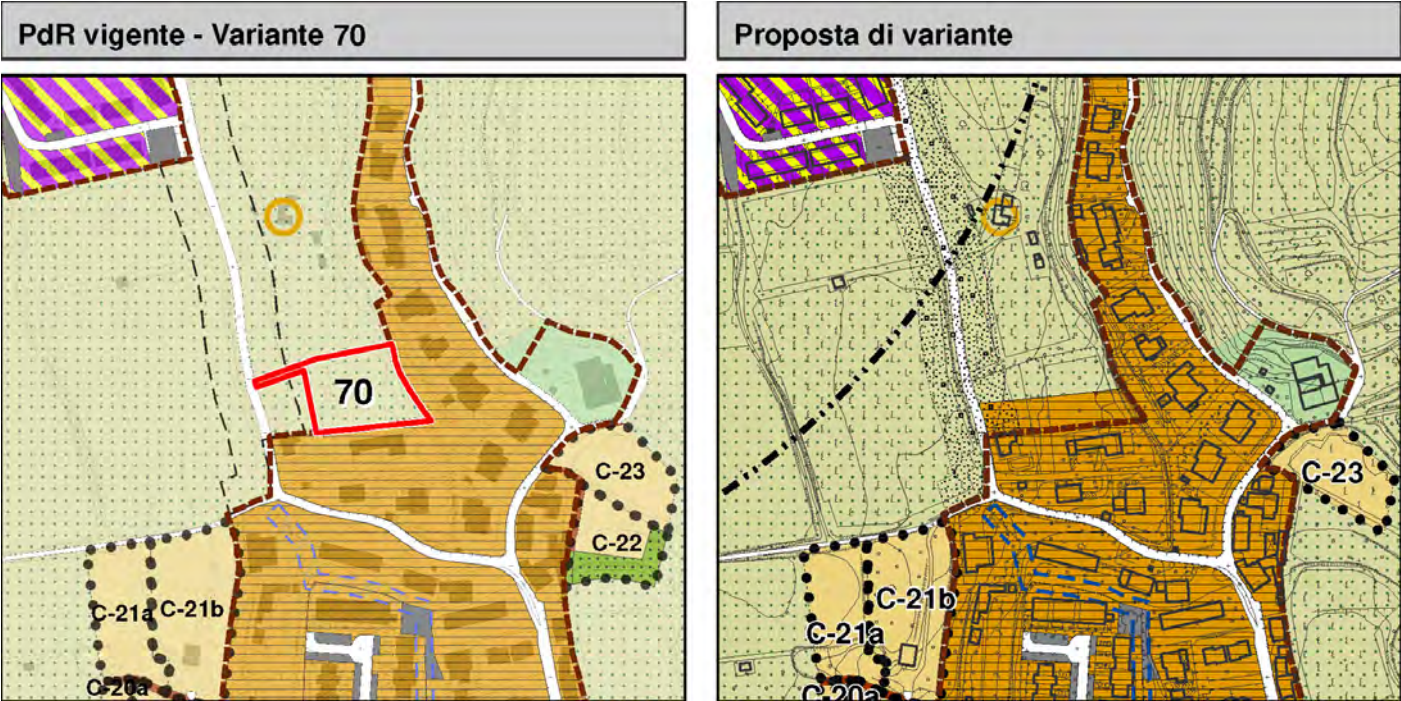 PdR vigente - Variante 70
Proposta di variante
70
C-23
C-22
C-21a
C-21b
C-20a
C-23
C-21b
C-21a
C-20a